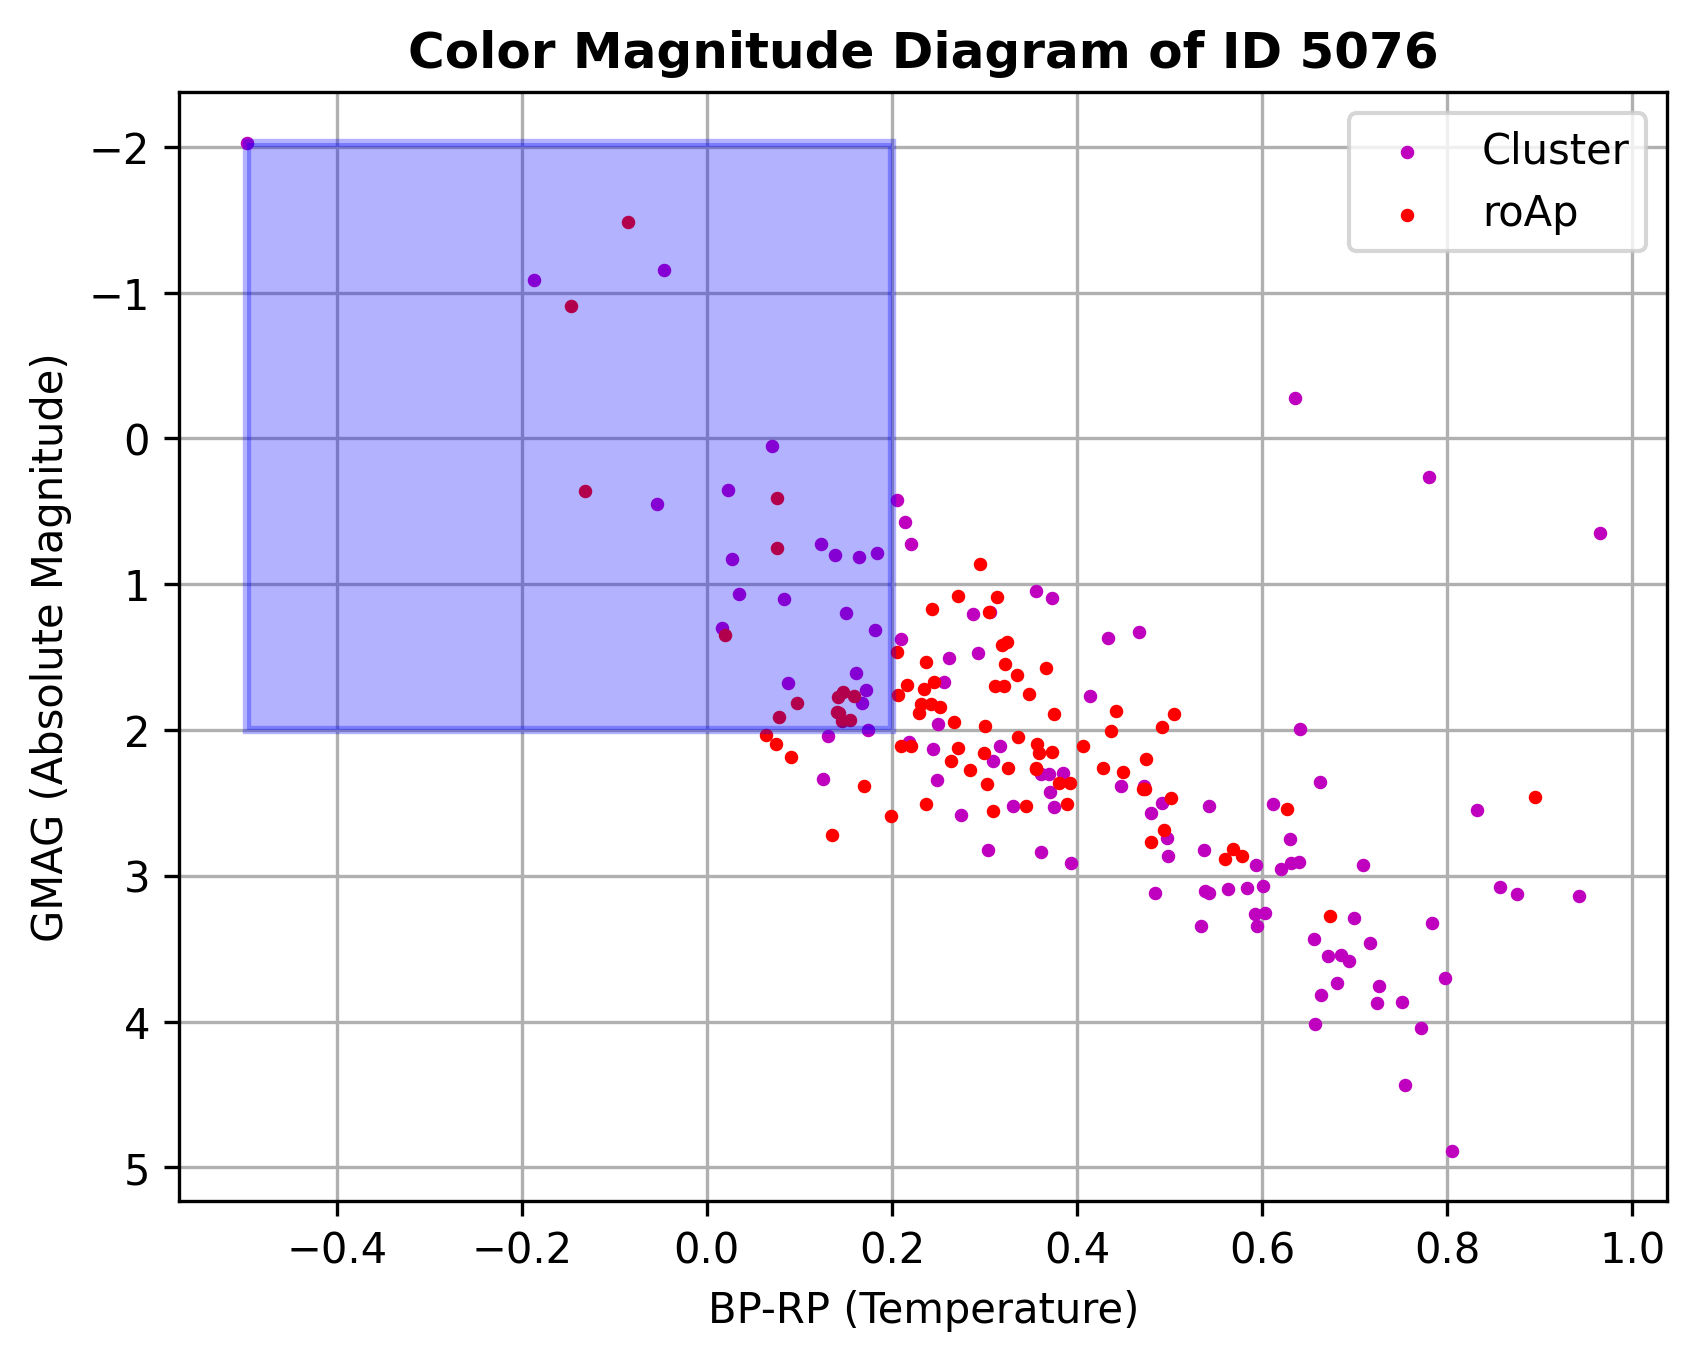 Color Magnitude Diagram of ID 5076
Cluster
roAp
GMAG (Absolute Magnitude)
−2
−1
0
1
2
3
4
5
−0.4 −0.2 0.0 0.2 0.4 0.6 0.8 1.0
BP-RP (Temperature)